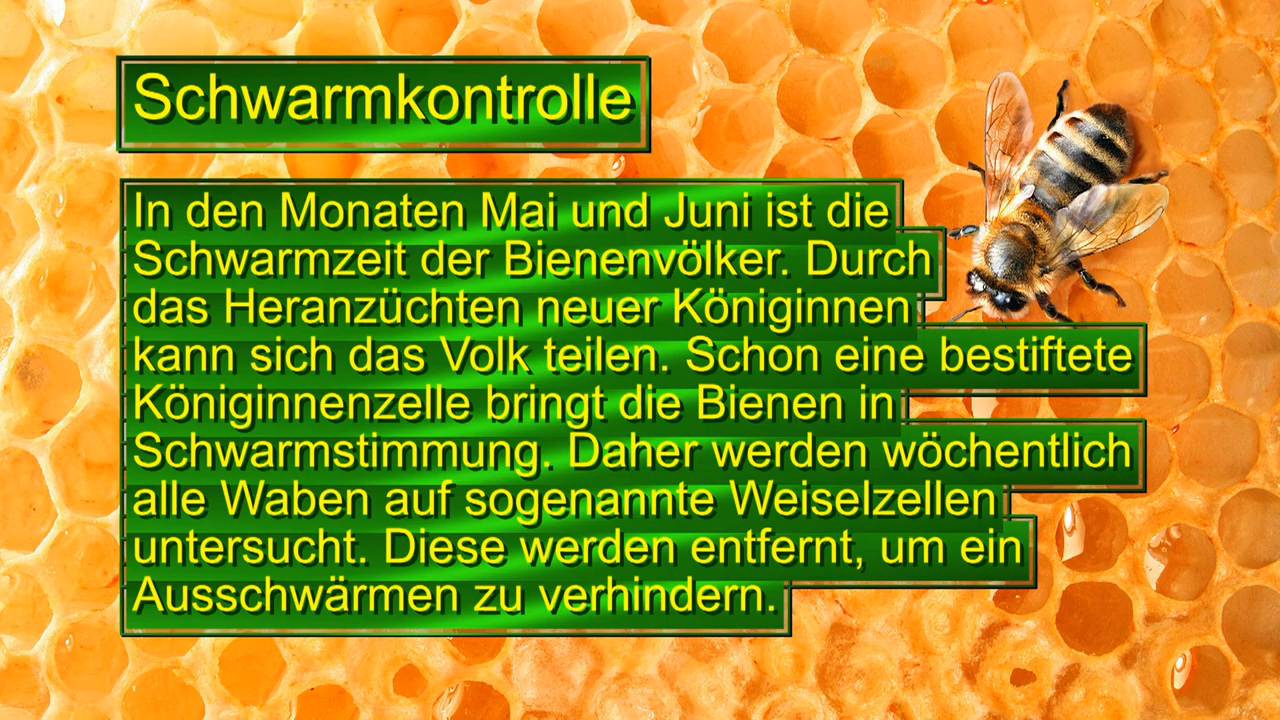 Schwarmkontrolle
In den Monaten Mai und Juni ist die
Schwarmzeit der Bienenvölker. Durch
das Heranzüchten neuer Königinnen
kann sich das Volk teilen. Schon eine bestiftete
Königinnenzelle bringt die Bienen in
Schwarmstimmung. Daher werden wöchentlich
alle Waben auf sogenannte Weiselzellen
untersucht. Diese werden entfernt, um ein
Ausschwärmen zu verhindern.